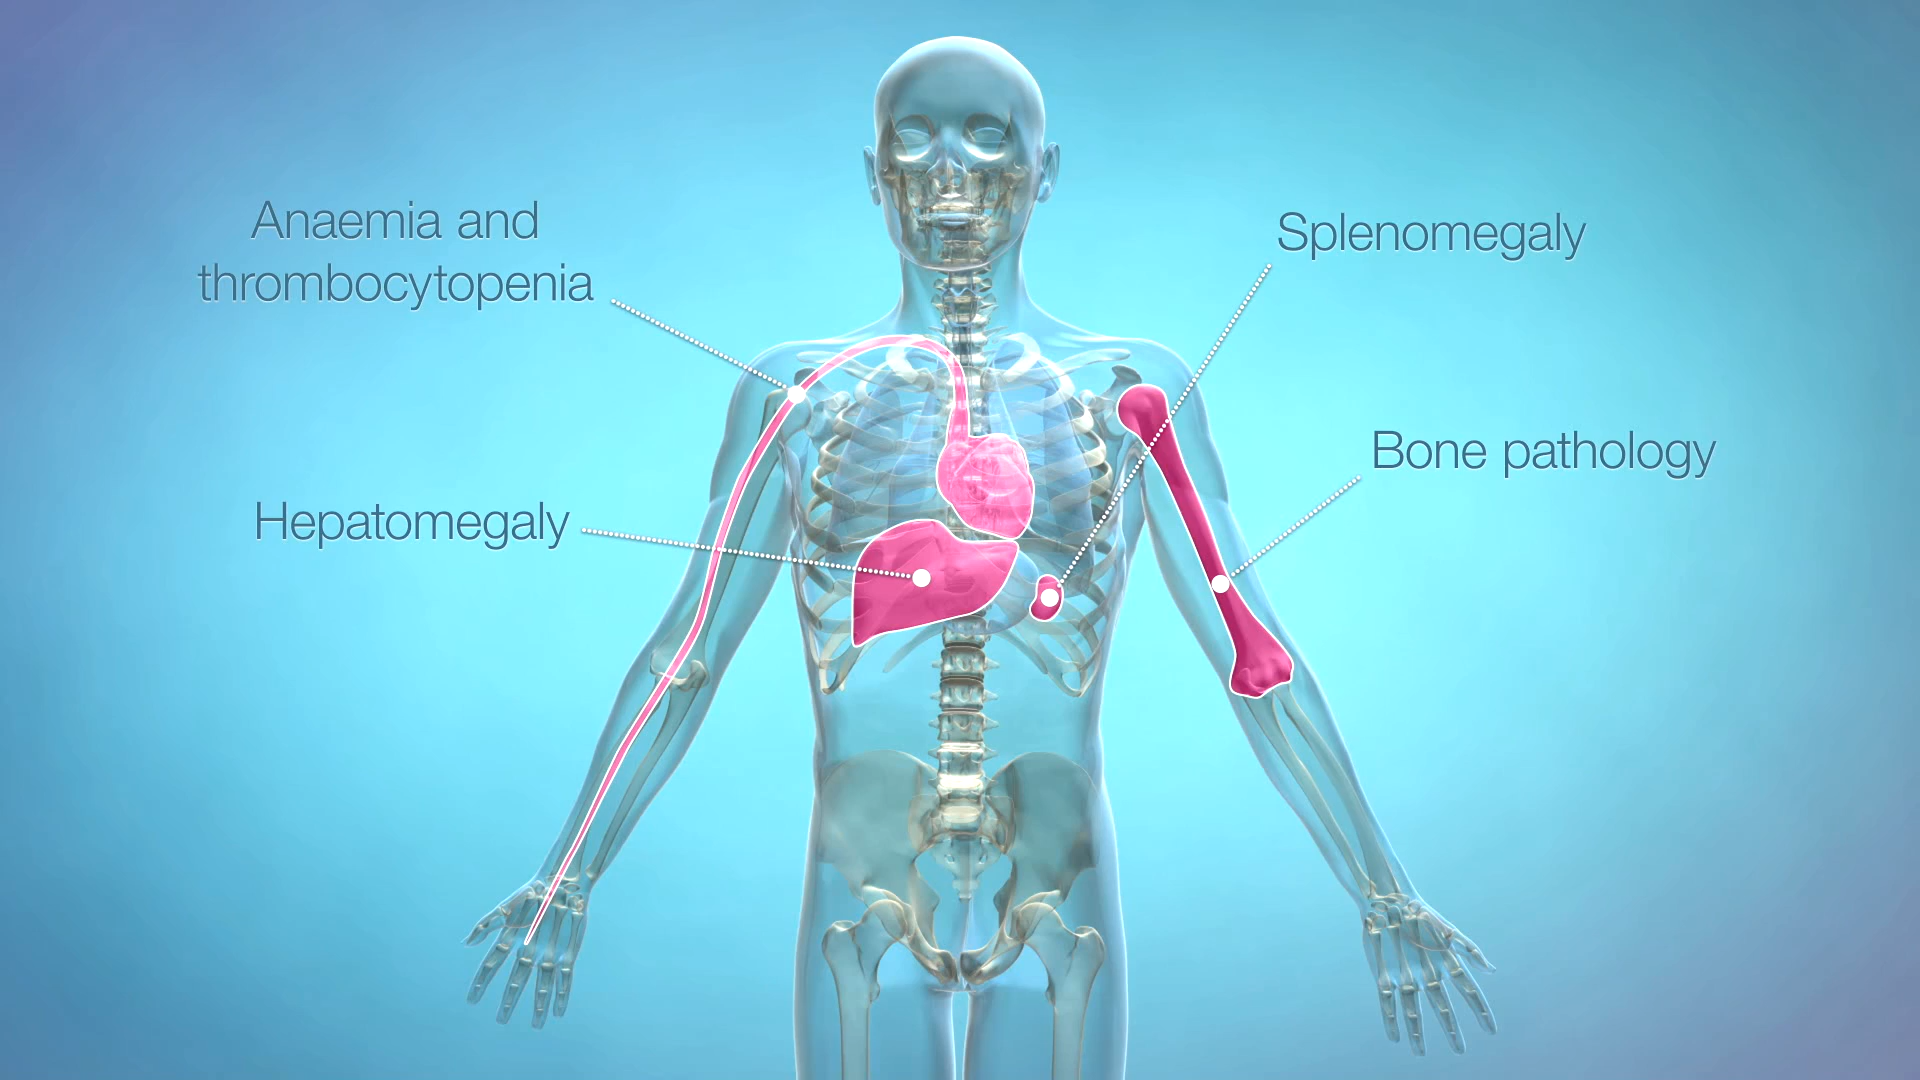 Anaemia and
thrombocytopenia
Hepatomegaly
Splenomegaly
Bone pathology